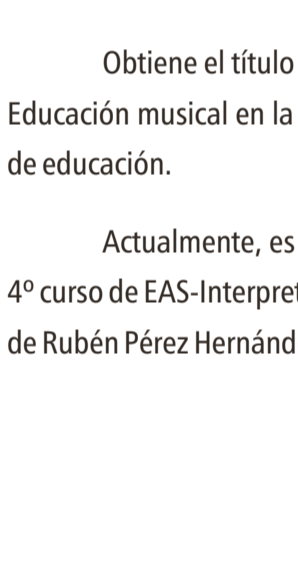 Obtiene el título
Educación musical en la
de educación.
Actualmente, es
4º curso de EAS-Interpret
de Rubén Pérez Hernánd